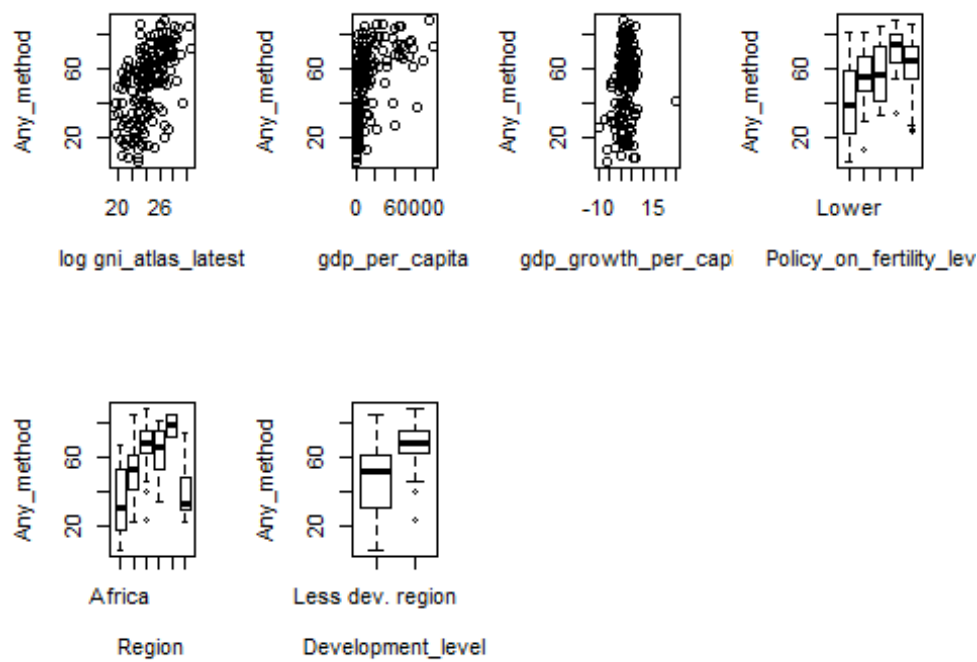 Any_method
60
20
20 26
log gni_atlas_latest
Any_method
60
20
0 60000
gdp_per_capita
Any_method
60
20
-10 15
gdp_growth_per_capi
Any_method
60
20
Lower
Policy_on_fertility_lev
Any_method
60
20
Africa
Region
Any_method
60
20
Less dev. region
Development_level